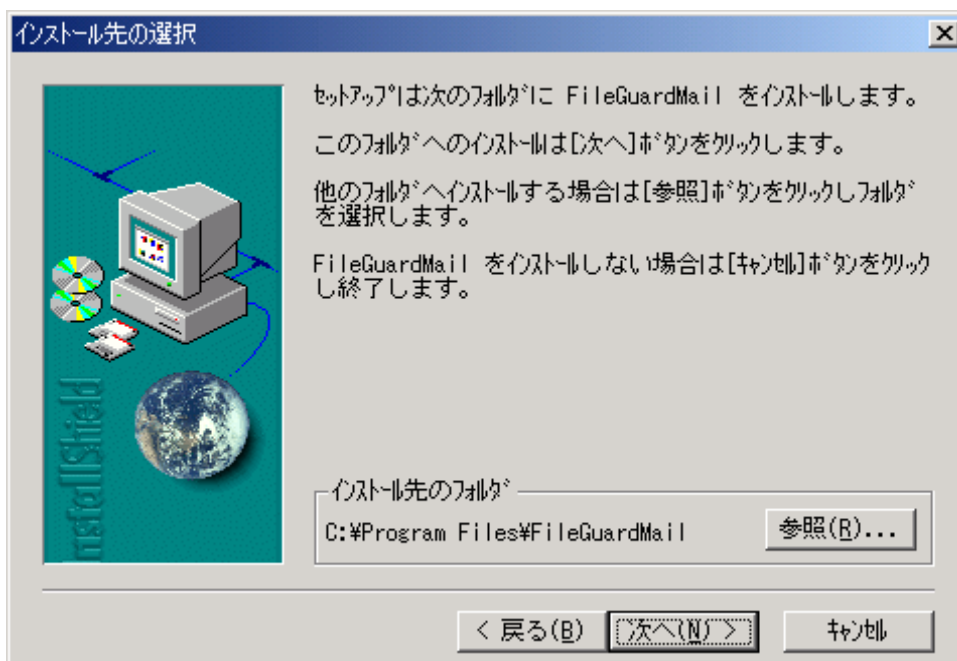 インストール先の選択
ｾｯﾄｱｯﾌﾟは次のﾌｫﾙﾀﾞに FileGuardMail をｲﾝｽﾄｰﾙします。
このﾌｫﾙﾀﾞへのｲﾝｽﾄｰﾙは[次へ]ﾎﾞﾀﾝをｸﾘｯｸします。
他のﾌｫﾙﾀﾞへｲﾝｽﾄｰﾙする場合は[参照]ﾎﾞﾀﾝをｸﾘｯｸしﾌｫﾙﾀﾞ
を選択します。
FileGuardMail をｲﾝｽﾄｰﾙしない場合は[ｷｬﾝｾﾙ]ﾎﾞﾀﾝをｸﾘｯｸ
し終了します。
InstallShield
ｲﾝｽﾄｰﾙ先のﾌｫﾙﾀﾞ
C:¥Program Files¥FileGuardMail
参照(R)...
< 戻る(B)
次へ(N) >
ｷｬﾝｾﾙ